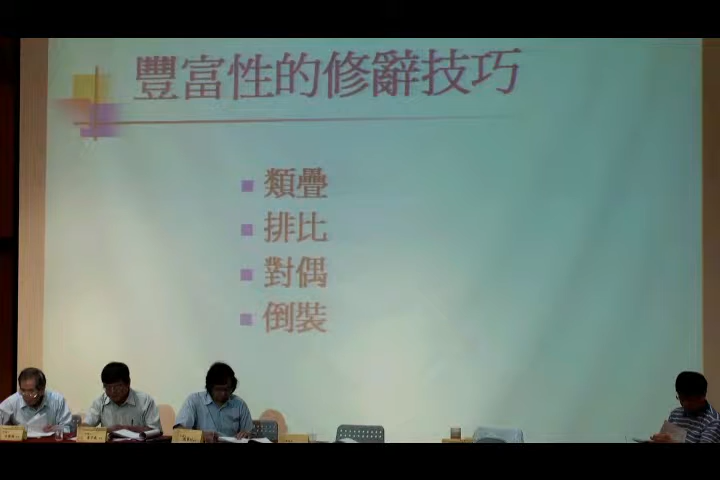 豐富性的修辭技巧
類疊
排比
對偶
倒裝